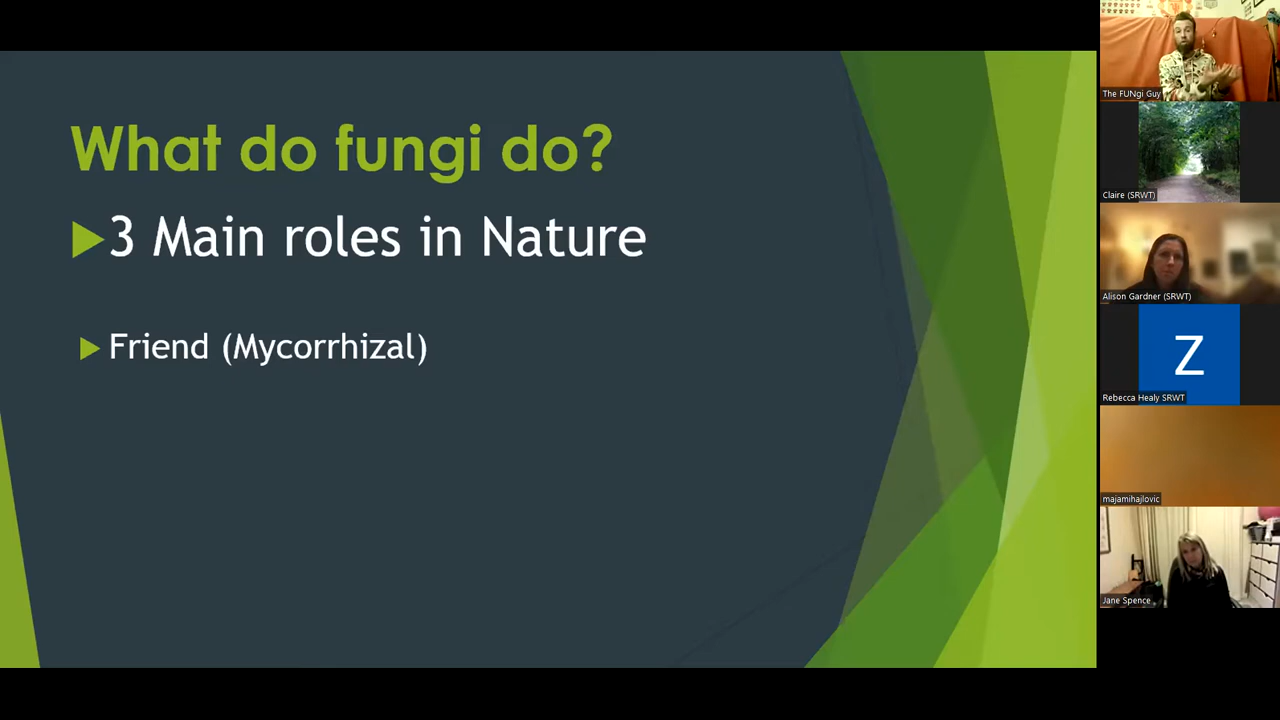 What do fungi do?
3 Main roles in Nature
Friend (Mycorrhizal)
The FUNgi Guy
Claire (SRWT)
Alison Gardner (SRWT)
Z
Rebecca Healy SRWT
majamihajlovic
Jane Spence